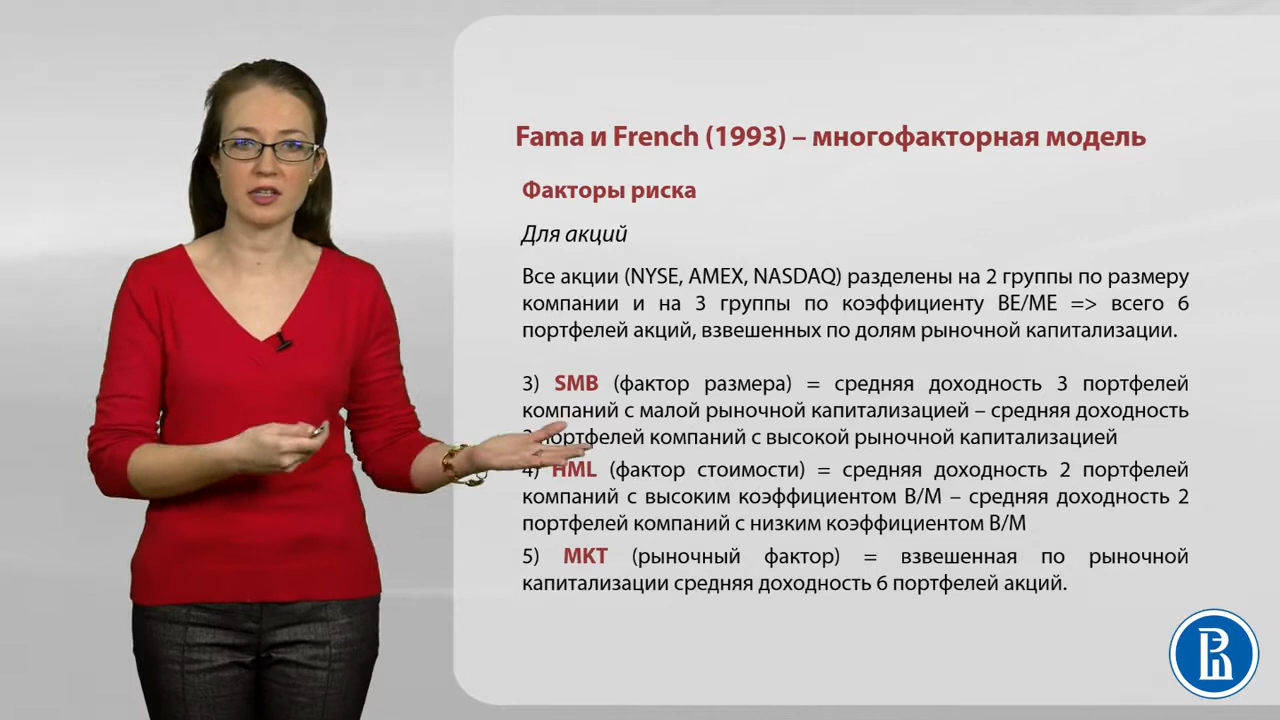 Fama и French (1993) – многофакторная модель
Факторы риска
Для акций
Все акции (NYSE, AMEX, NASDAQ) разделены на 2 группы по размеру
компании и на 3 группы по коэффициенту BE/ME => всего 6
портфелей акций, взвешенных по долям рыночной капитализации.
3) SMB (фактор размера) = средняя доходность 3 портфелей
компаний с малой рыночной капитализацией – средняя доходность
портфелей компаний с высокой рыночной капитализацией
4) HML (фактор стоимости) = средняя доходность 2 портфелей
компаний с высоким коэффициентом B/M – средняя доходность 2
портфелей компаний с низким коэффициентом B/M
5) MKT (рыночный фактор) = взвешенная по рыночной
капитализации средняя доходность 6 портфелей акций.